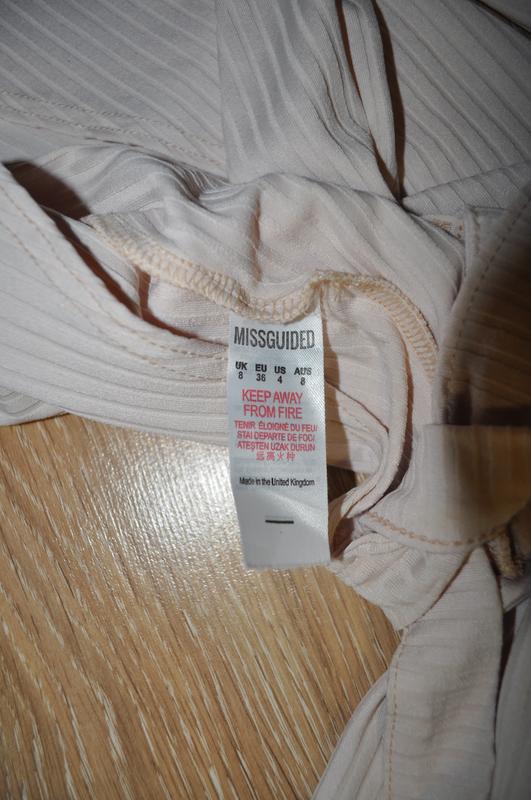 MISSGUIDED
UK EU US AUS
8 36 4 8
KEEP AWAY
FROM FIRE
TENIR ÉLOIGNÉ DU FEU/
STAI DEPARTE DE FOC/
ATEŞTEN UZAK DURUN
远离火种
Made in the United Kingdom